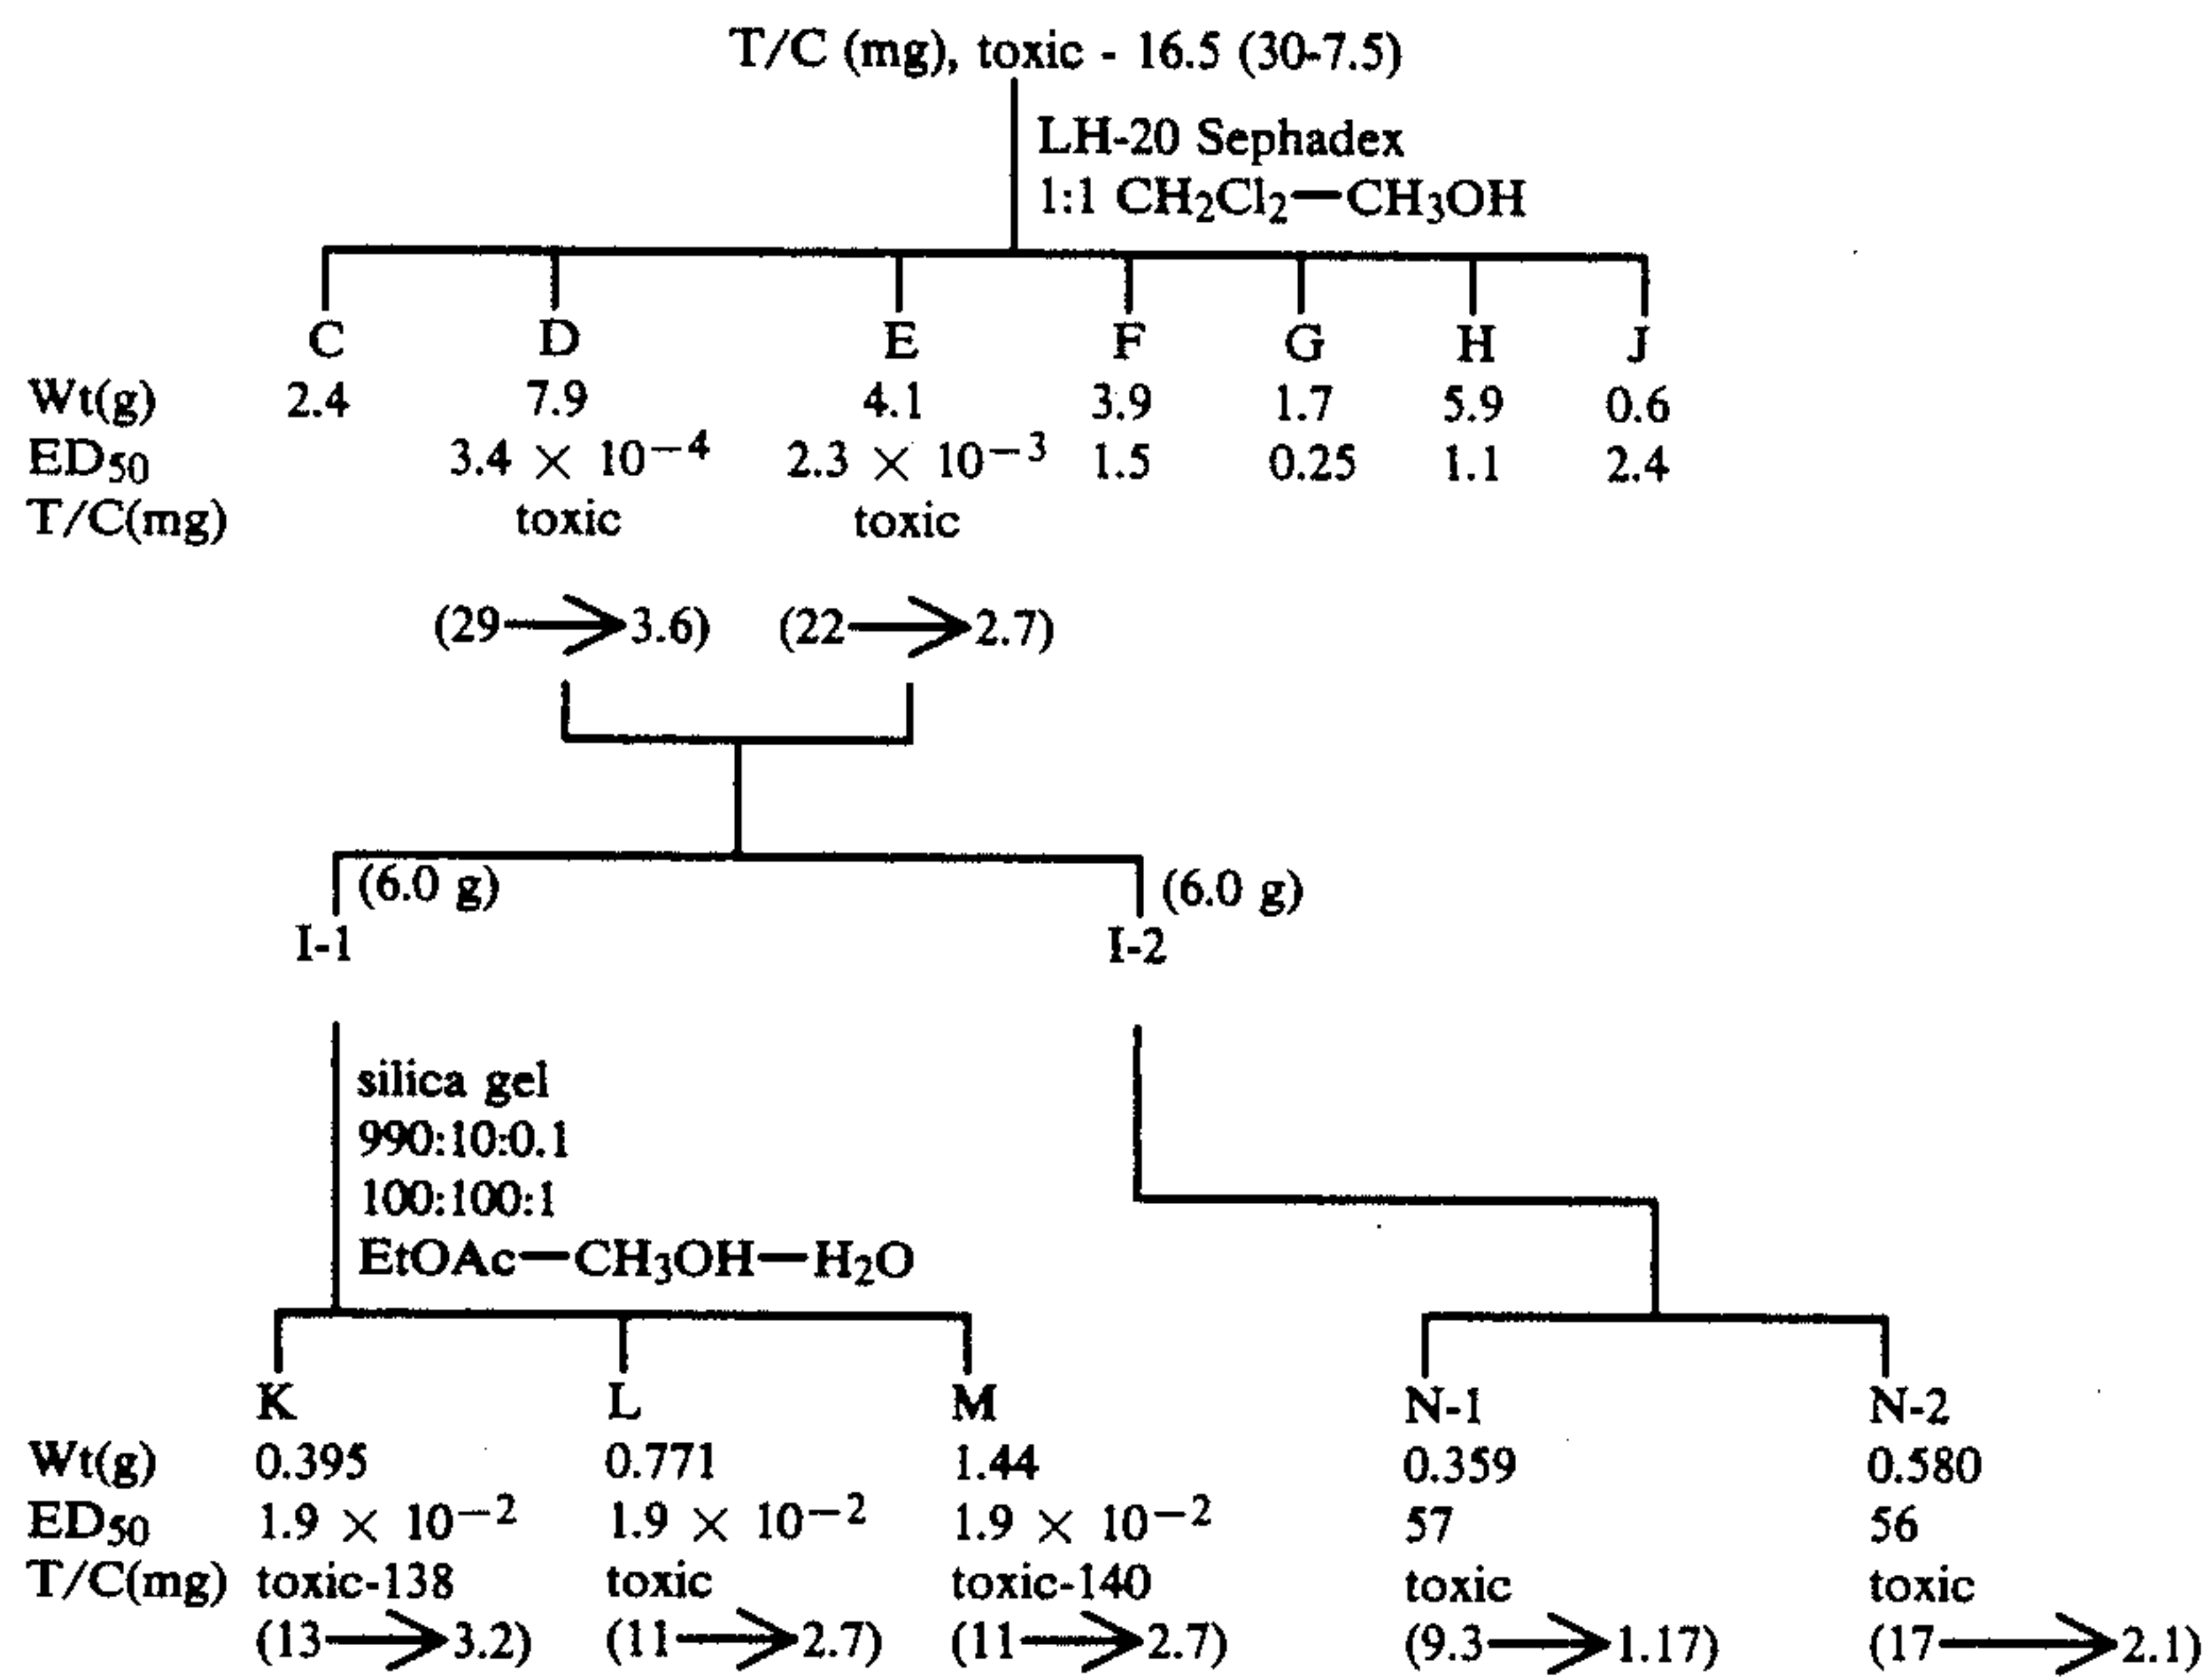 T/C (mg), toxic - 16.5 (30-7.5)
LH-20 Sephadex
1:1 CH₂Cl₂—CH₃OH
C D E F G H J
Wt(g) 2.4 7.9 4.1 3.9 1.7 5.9 0.6
ED₅₀ 3.4 × 10⁻⁴ 2.3 × 10⁻³ 1.5 0.25 1.1 2.4
T/C(mg) toxic toxic
(29→3.6) (22→2.7)
(6.0 g) (6.0 g)
I-1 I-2
silica gel
990:10:0.1
100:100:1
EtOAc—CH₃OH—H₂O
K L M N-1 N-2
Wt(g) 0.395 0.771 1.44 0.359 0.580
ED₅₀ 1.9 × 10⁻² 1.9 × 10⁻² 1.9 × 10⁻² 57 56
T/C(mg) toxic-138 toxic toxic-140 toxic toxic
(13→3.2) (11→2.7) (11→2.7) (9.3→1.17) (17→2.1)